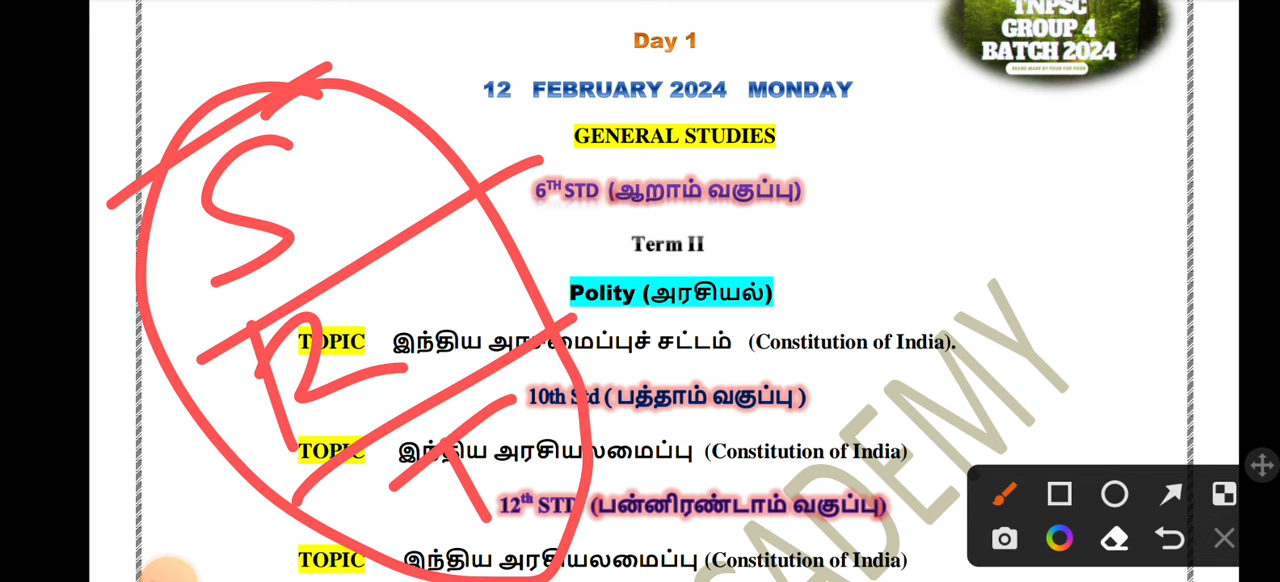 TNPSC
GROUP 4
BATCH 2024
Day 1
12 FEBRUARY 2024 MONDAY
GENERAL STUDIES
6TH STD (ஆறாம் வகுப்பு)
Term II
Polity (அரசியல்)
TOPIC இந்திய அரசமைப்புச் சட்டம் (Constitution of India).
10th Std ( பத்தாம் வகுப்பு )
TOPIC இந்திய அரசியலமைப்பு (Constitution of India)
12th STD (பன்னிரண்டாம் வகுப்பு)
TOPIC இந்திய அரசியலமைப்பு (Constitution of India)
S
R
T
ACADEMY